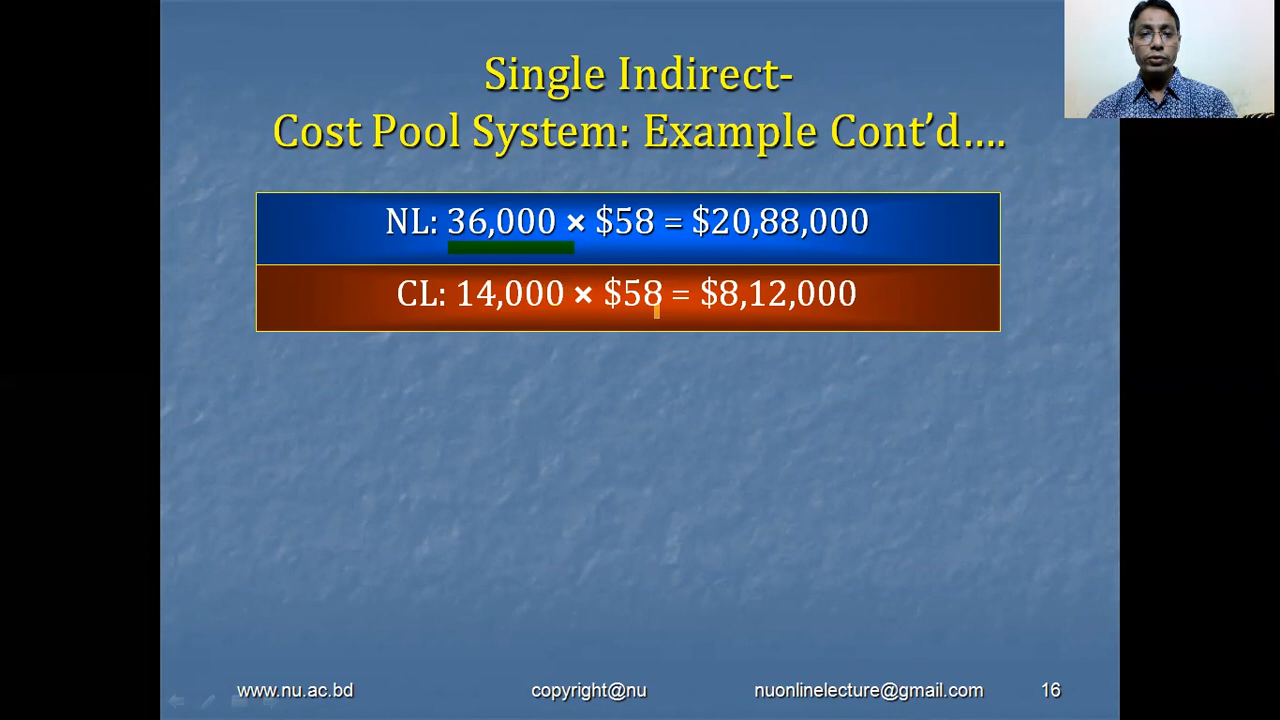 Single Indirect-
Cost Pool System: Example Cont’d….
NL: 36,000 × $58 = $20,88,000
CL: 14,000 × $58 = $8,12,000
www.nu.ac.bd copyright@nu nuonlinelecture@gmail.com 16